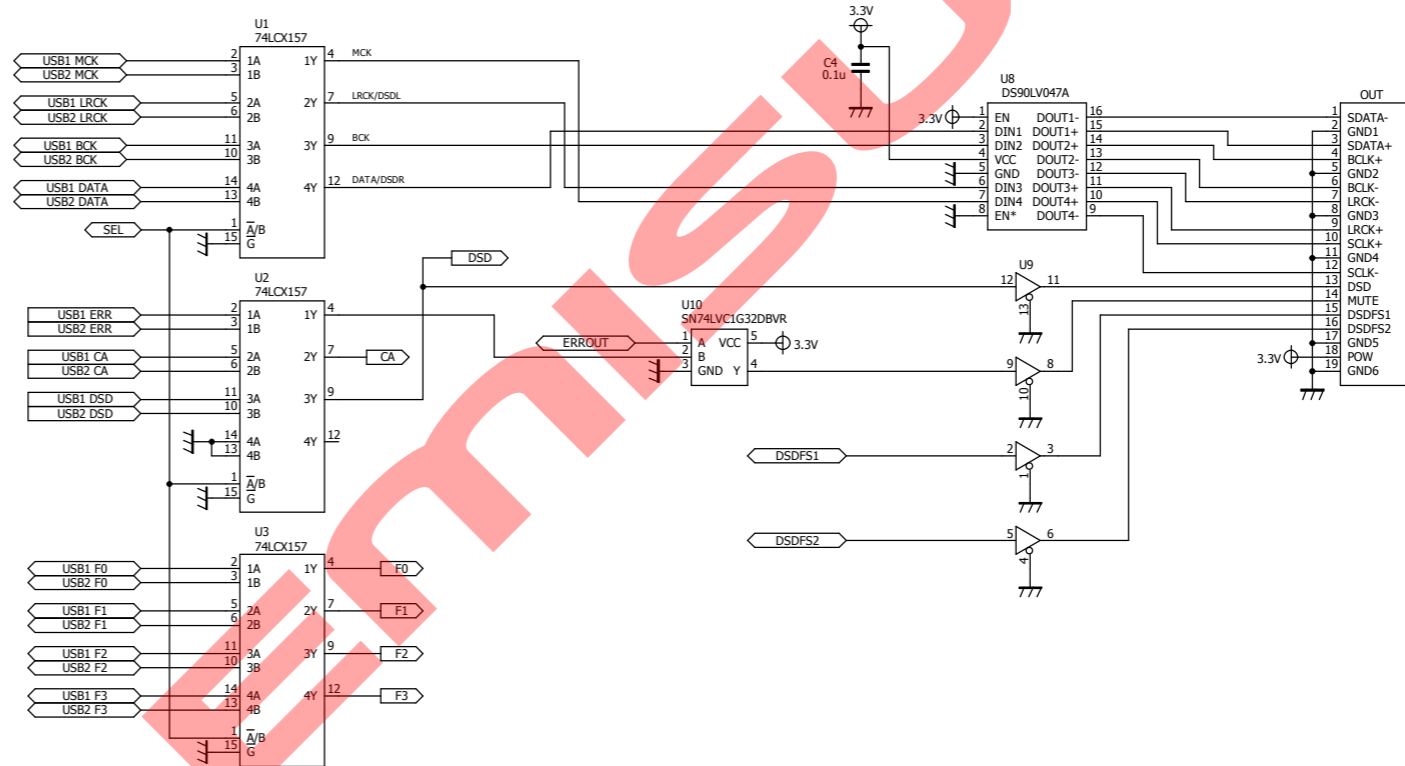 3.3V
C4
0.1u
U1
74LCX157
USB1 MCK 2 1A 1Y 4 MCK
USB2 MCK 3 1B
USB1 LRCK 5 2A 2Y 7 LRCK/DSDL
USB2 LRCK 6 2B
USB1 BCK 11 3A 3Y 9 BCK
USB2 BCK 10 3B
USB1 DATA 14 4A 4Y 12 DATA/DSDR
USB2 DATA 13 4B
SEL 1 A/B
15 G
U8
DS90LV047A
3.3V 1 EN DOUT1- 16
2 DIN1 DOUT1+ 15
3 DIN2 DOUT2+ 14
4 VCC DOUT2- 13
5 GND DOUT3- 12
6 DIN3 DOUT3+ 11
7 DIN4 DOUT4+ 10
8 EN* DOUT4- 9
OUT
1 SDATA-
2 GND1
3 SDATA+
4 BCLK+
5 GND2
6 BCLK-
7 LRCK-
8 GND3
9 LRCK+
10 SCLK+
11 GND4
12 SCLK-
13 DSD
14 MUTE
15 DSDFS1
16 DSDFS2
17 GND5
3.3V 18 POW
19 GND6
DSD
U2
74LCX157
USB1 ERR 2 1A 1Y 4
USB2 ERR 3 1B
USB1 CA 5 2A 2Y 7 CA
USB2 CA 6 2B
USB1 DSD 11 3A 3Y 9
USB2 DSD 10 3B
14 4A 4Y 12
13 4B
1 A/B
15 G
U10
SN74LVC1G32DBVR
ERROUT 1 A VCC 5 3.3V
2 B
3 GND Y 4
U9
12 11
13
9 8
10
DSDFS1 2 3
1
DSDFS2 5 6
4
U3
74LCX157
USB1 F0 2 1A 1Y 4 F0
USB2 F0 3 1B
USB1 F1 5 2A 2Y 7 F1
USB2 F1 6 2B
USB1 F2 11 3A 3Y 9 F2
USB2 F2 10 3B
USB1 F3 14 4A 4Y 12 F3
USB2 F3 13 4B
1 A/B
15 G